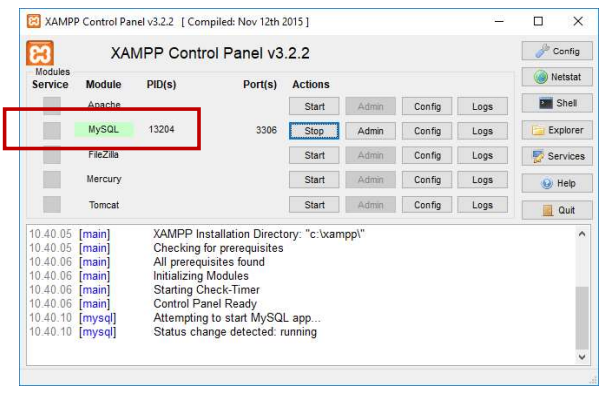 XAMPP Control Panel v3.2.2 [ Compiled: Nov 12th 2015 ]
XAMPP Control Panel v3.2.2
Config
Modules
Service Module PID(s) Port(s) Actions
Netstat
Apache Start Admin Config Logs
Shell
MySQL 13204 3306 Stop Admin Config Logs
Explorer
FileZilla Start Admin Config Logs
Services
Mercury Start Admin Config Logs
Help
Tomcat Start Admin Config Logs
Quit
10.40.05 [main] XAMPP Installation Directory: "c:\xampp\"
10.40.05 [main] Checking for prerequisites
10.40.06 [main] All prerequisites found
10.40.06 [main] Initializing Modules
10.40.06 [main] Starting Check-Timer
10.40.06 [main] Control Panel Ready
10.40.10 [mysql] Attempting to start MySQL app...
10.40.10 [mysql] Status change detected: running